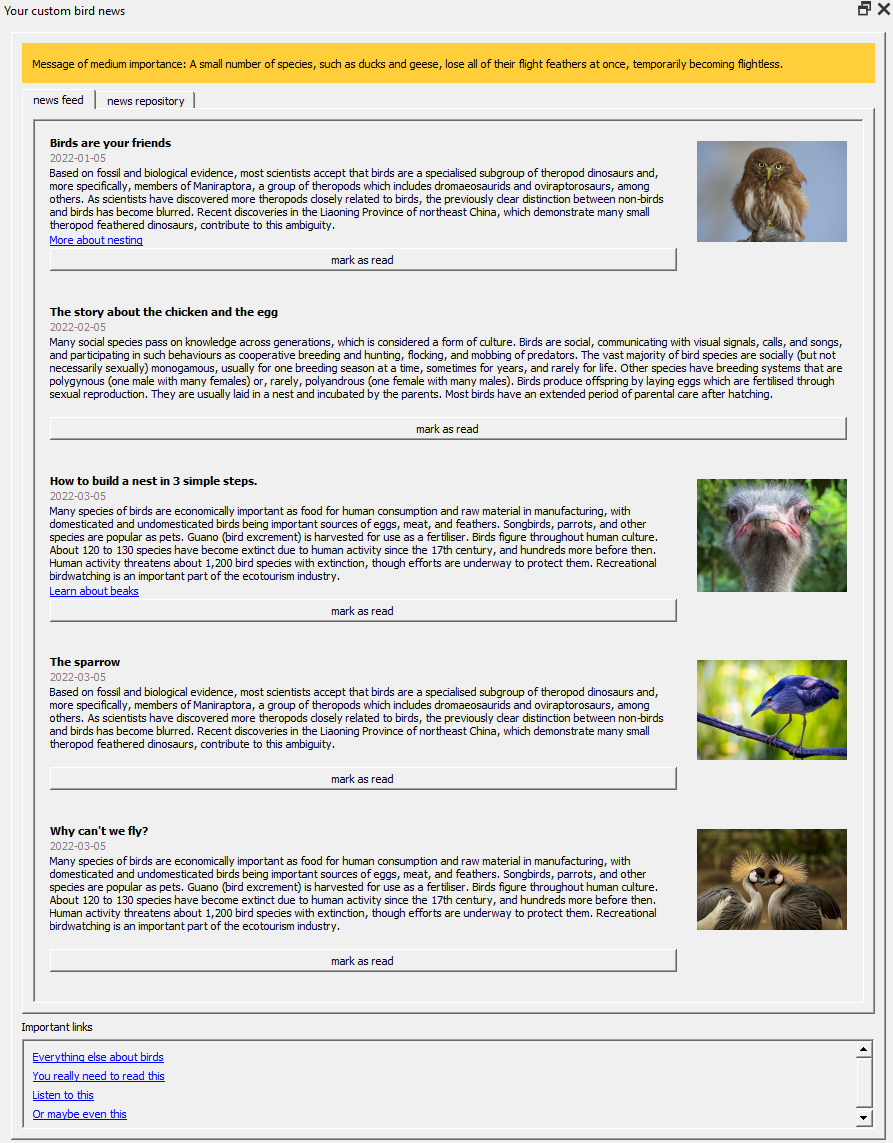 Your custom bird news
Message of medium importance: A small number of species, such as ducks and geese, lose all of their flight feathers at once, temporarily becoming flightless.
news feed
news repository
Birds are your friends
2022-01-05
Based on fossil and biological evidence, most scientists accept that birds are a specialised subgroup of theropod dinosaurs and,
more specifically, members of Maniraptora, a group of theropods which includes dromaeosaurids and oviraptorosaurs, among
others. As scientists have discovered more theropods closely related to birds, the previously clear distinction between non-birds
and birds has become blurred. Recent discoveries in the Liaoning Province of northeast China, which demonstrate many small
theropod feathered dinosaurs, contribute to this ambiguity.
More about nesting
mark as read
The story about the chicken and the egg
2022-02-05
Many social species pass on knowledge across generations, which is considered a form of culture. Birds are social, communicating with visual signals, calls, and songs,
and participating in such behaviours as cooperative breeding and hunting, flocking, and mobbing of predators. The vast majority of bird species are socially (but not
necessarily sexually) monogamous, usually for one breeding season at a time, sometimes for years, and rarely for life. Other species have breeding systems that are
polygynous (one male with many females) or, rarely, polyandrous (one female with many males). Birds produce offspring by laying eggs which are fertilised through
sexual reproduction. They are usually laid in a nest and incubated by the parents. Most birds have an extended period of parental care after hatching.
mark as read
How to build a nest in 3 simple steps.
2022-03-05
Many species of birds are economically important as food for human consumption and raw material in manufacturing, with
domesticated and undomesticated birds being important sources of eggs, meat, and feathers. Songbirds, parrots, and other
species are popular as pets. Guano (bird excrement) is harvested for use as a fertiliser. Birds figure throughout human culture.
About 120 to 130 species have become extinct due to human activity since the 17th century, and hundreds more before then.
Human activity threatens about 1,200 bird species with extinction, though efforts are underway to protect them. Recreational
birdwatching is an important part of the ecotourism industry.
Learn about beaks
mark as read
The sparrow
2022-03-05
Based on fossil and biological evidence, most scientists accept that birds are a specialised subgroup of theropod dinosaurs and,
more specifically, members of Maniraptora, a group of theropods which includes dromaeosaurids and oviraptorosaurs, among
others. As scientists have discovered more theropods closely related to birds, the previously clear distinction between non-birds
and birds has become blurred. Recent discoveries in the Liaoning Province of northeast China, which demonstrate many small
theropod feathered dinosaurs, contribute to this ambiguity.
mark as read
Why can't we fly?
2022-03-05
Many species of birds are economically important as food for human consumption and raw material in manufacturing, with
domesticated and undomesticated birds being important sources of eggs, meat, and feathers. Songbirds, parrots, and other
species are popular as pets. Guano (bird excrement) is harvested for use as a fertiliser. Birds figure throughout human culture.
About 120 to 130 species have become extinct due to human activity since the 17th century, and hundreds more before then.
Human activity threatens about 1,200 bird species with extinction, though efforts are underway to protect them. Recreational
birdwatching is an important part of the ecotourism industry.
mark as read
Important links
Everything else about birds
You really need to read this
Listen to this
Or maybe even this